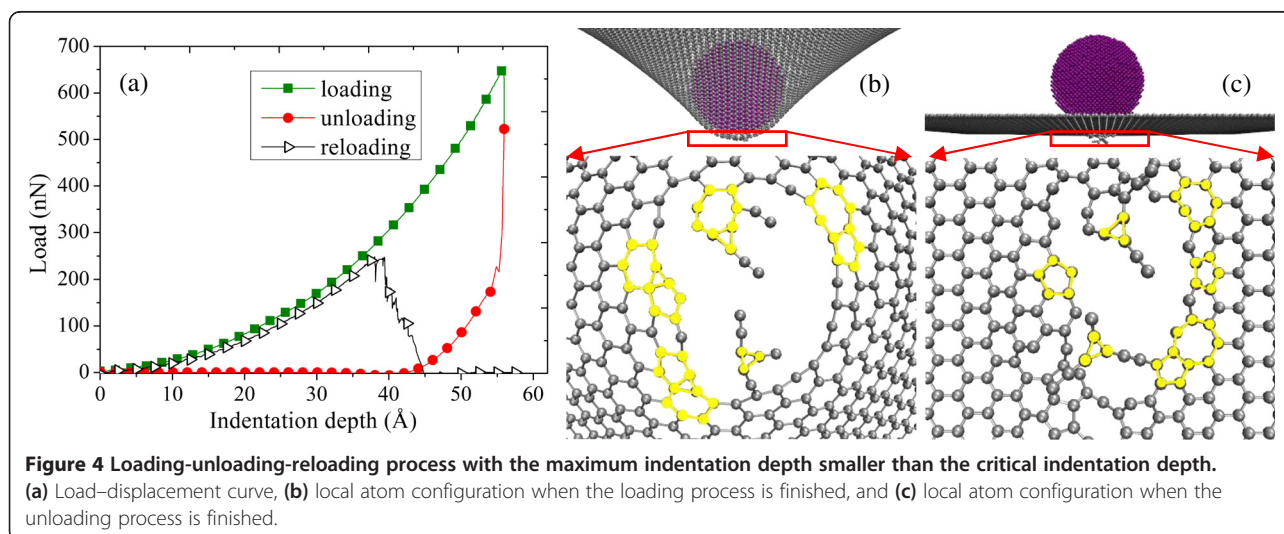 700
600
500
400
300
200
100
0
Load (nN)
(a)
loading
unloading
reloading
0 10 20 30 40 50 60
Indentation depth (Å)
(b)
(c)
Figure 4 Loading-unloading-reloading process with the maximum indentation depth smaller than the critical indentation depth.
(a) Load–displacement curve, (b) local atom configuration when the loading process is finished, and (c) local atom configuration when the
unloading process is finished.